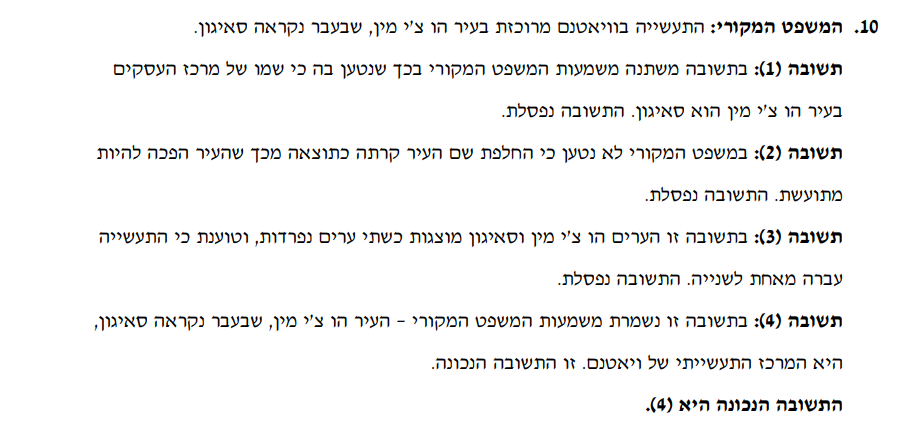 10. המשפט המקורי: התעשייה בוויאטנם מרוכזת בעיר הו צ'י מין, שבעבר נקראה סאיגון.
תשובה (1): בתשובה משתנה משמעות המשפט המקורי בכך שנטען בה כי שמו של מרכז העסקים
בעיר הו צ'י מין הוא סאיגון. התשובה נפסלת.
תשובה (2): במשפט המקורי לא נטען כי החלפת שם העיר קרתה כתוצאה מכך שהעיר הפכה להיות
מתועשת. התשובה נפסלת.
תשובה (3): בתשובה זו הערים הו צ'י מין וסאיגון מוצגות כשתי ערים נפרדות, וטוענת כי התעשייה
עברה מאחת לשנייה. התשובה נפסלת.
תשובה (4): בתשובה זו נשמרת משמעות המשפט המקורי – העיר הו צ'י מין, שבעבר נקראה סאיגון,
היא המרכז התעשייתי של ויאטנם. זו התשובה הנכונה.
התשובה הנכונה היא (4).